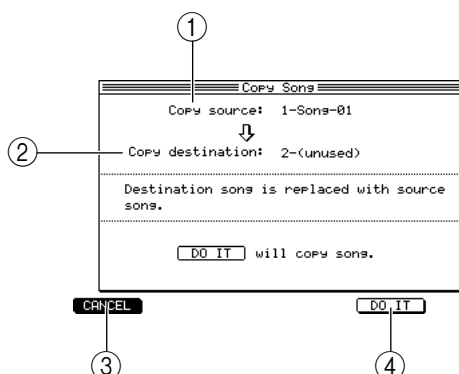 ①
Copy Song
Copy source: 1-Song-01
② Copy destination: 2-(unused)
Destination song is replaced with source
song.
DO IT will copy song.
CANCEL DO IT
③ ④